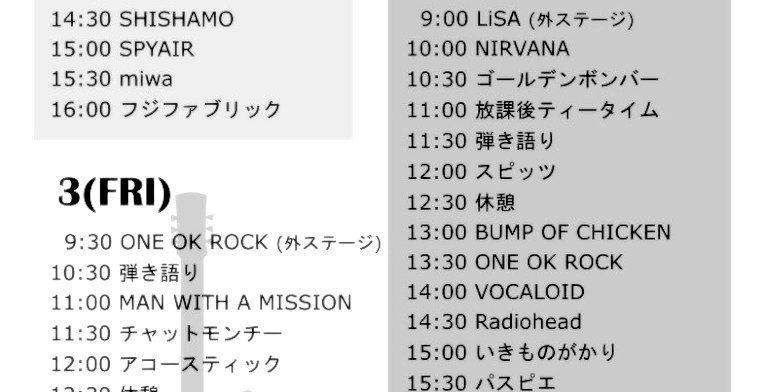 14:30 SHISHAMO
15:00 SPYAIR
15:30 miwa
16:00 フジファブリック
3(FRI)
9:30 ONE OK ROCK (外ステージ)
10:30 弾き語り
11:00 MAN WITH A MISSION
11:30 チャットモンチー
12:00 アコースティック
12:30 休憩
9:00 LiSA (外ステージ)
10:00 NIRVANA
10:30 ゴールデンボンバー
11:00 放課後ティータイム
11:30 弾き語り
12:00 スピッツ
12:30 休憩
13:00 BUMP OF CHICKEN
13:30 ONE OK ROCK
14:00 VOCALOID
14:30 Radiohead
15:00 いきものがかり
15:30 パスピエ